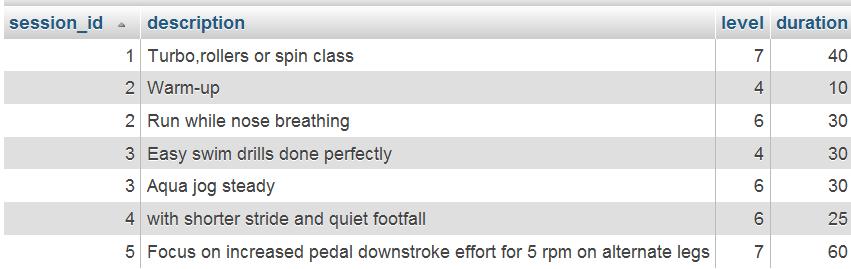 session_id description level duration
1 Turbo,rollers or spin class 7 40
2 Warm-up 4 10
2 Run while nose breathing 6 30
3 Easy swim drills done perfectly 4 30
3 Aqua jog steady 6 30
4 with shorter stride and quiet footfall 6 25
5 Focus on increased pedal downstroke effort for 5 rpm on alternate legs 7 60